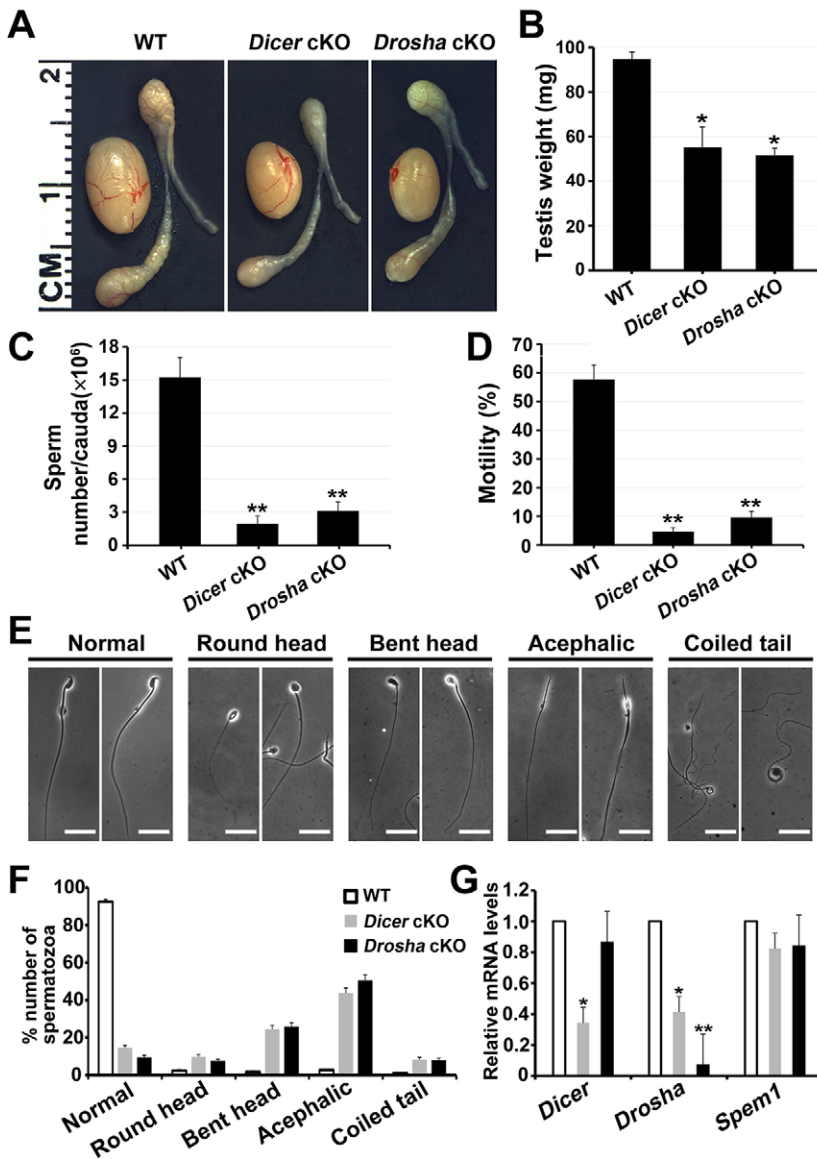 A
WT
Dicer cKO
Drosha cKO
2
1
CM
B
Testis weight (mg)
100
80
60
40
20
0
*
*
WT
Dicer cKO
Drosha cKO
C
Sperm
number/cauda(×10⁶)
18
15
12
9
6
3
0
**
**
WT
Dicer cKO
Drosha cKO
D
Motility (%)
70
60
50
40
30
20
10
0
**
**
WT
Dicer cKO
Drosha cKO
E
Normal
Round head
Bent head
Acephalic
Coiled tail
F
% number of
spermatozoa
100
80
60
40
20
0
WT
Dicer cKO
Drosha cKO
Normal
Round head
Bent head
Acephalic
Coiled tail
G
Relative mRNA levels
1.2
1.0
0.8
0.6
0.4
0.2
0
*
*
**
Dicer
Drosha
Spem1